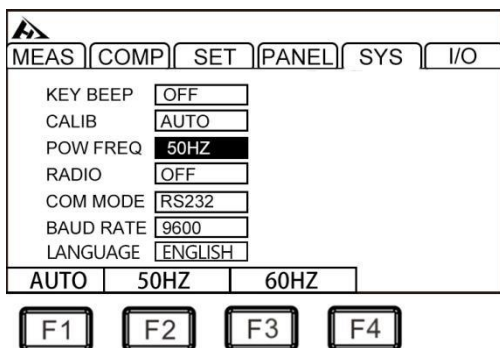 MEAS COMP SET PANEL SYS I/O
KEY BEEP OFF
CALIB AUTO
POW FREQ 50HZ
RADIO OFF
COM MODE RS232
BAUD RATE 9600
LANGUAGE ENGLISH
AUTO 50HZ 60HZ
F1 F2 F3 F4